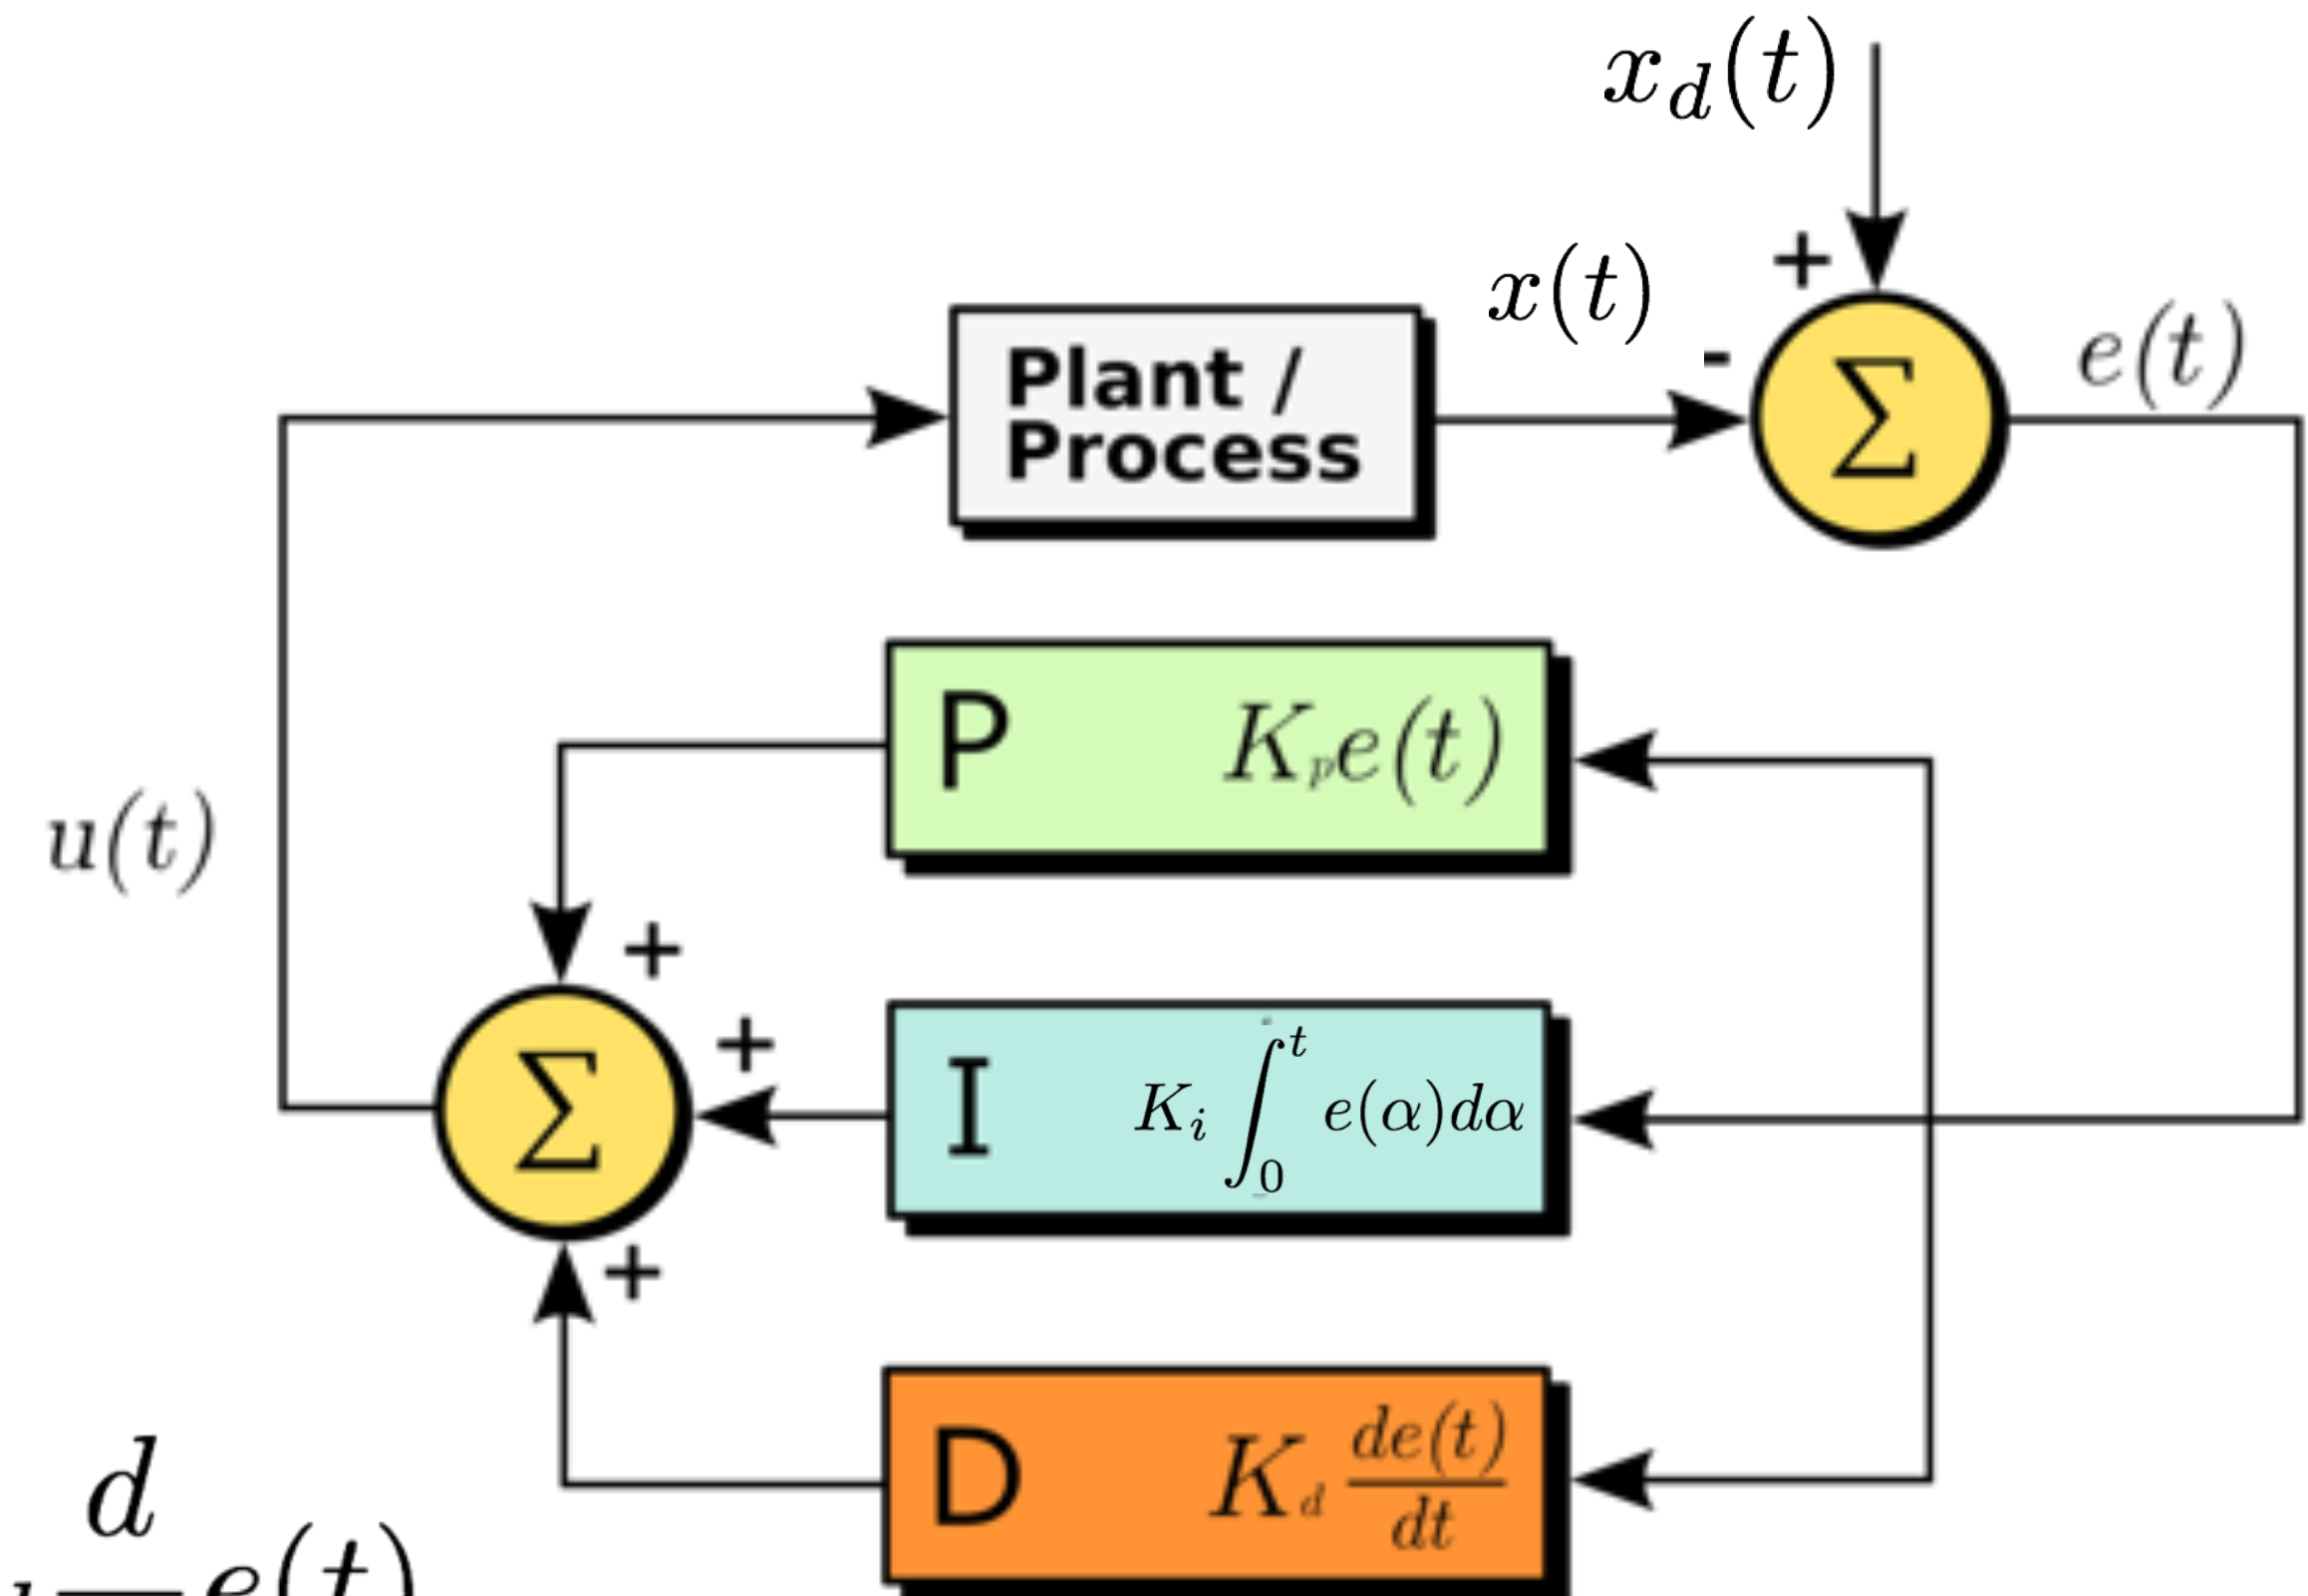 x_d(t)
+
x(t)
-
Σ
e(t)
Plant /
Process
P K_p e(t)
u(t)
+
+
Σ
I K_i ∫_0^t e(α)dα
+
D K_d de(t)/dt
d
e(t)